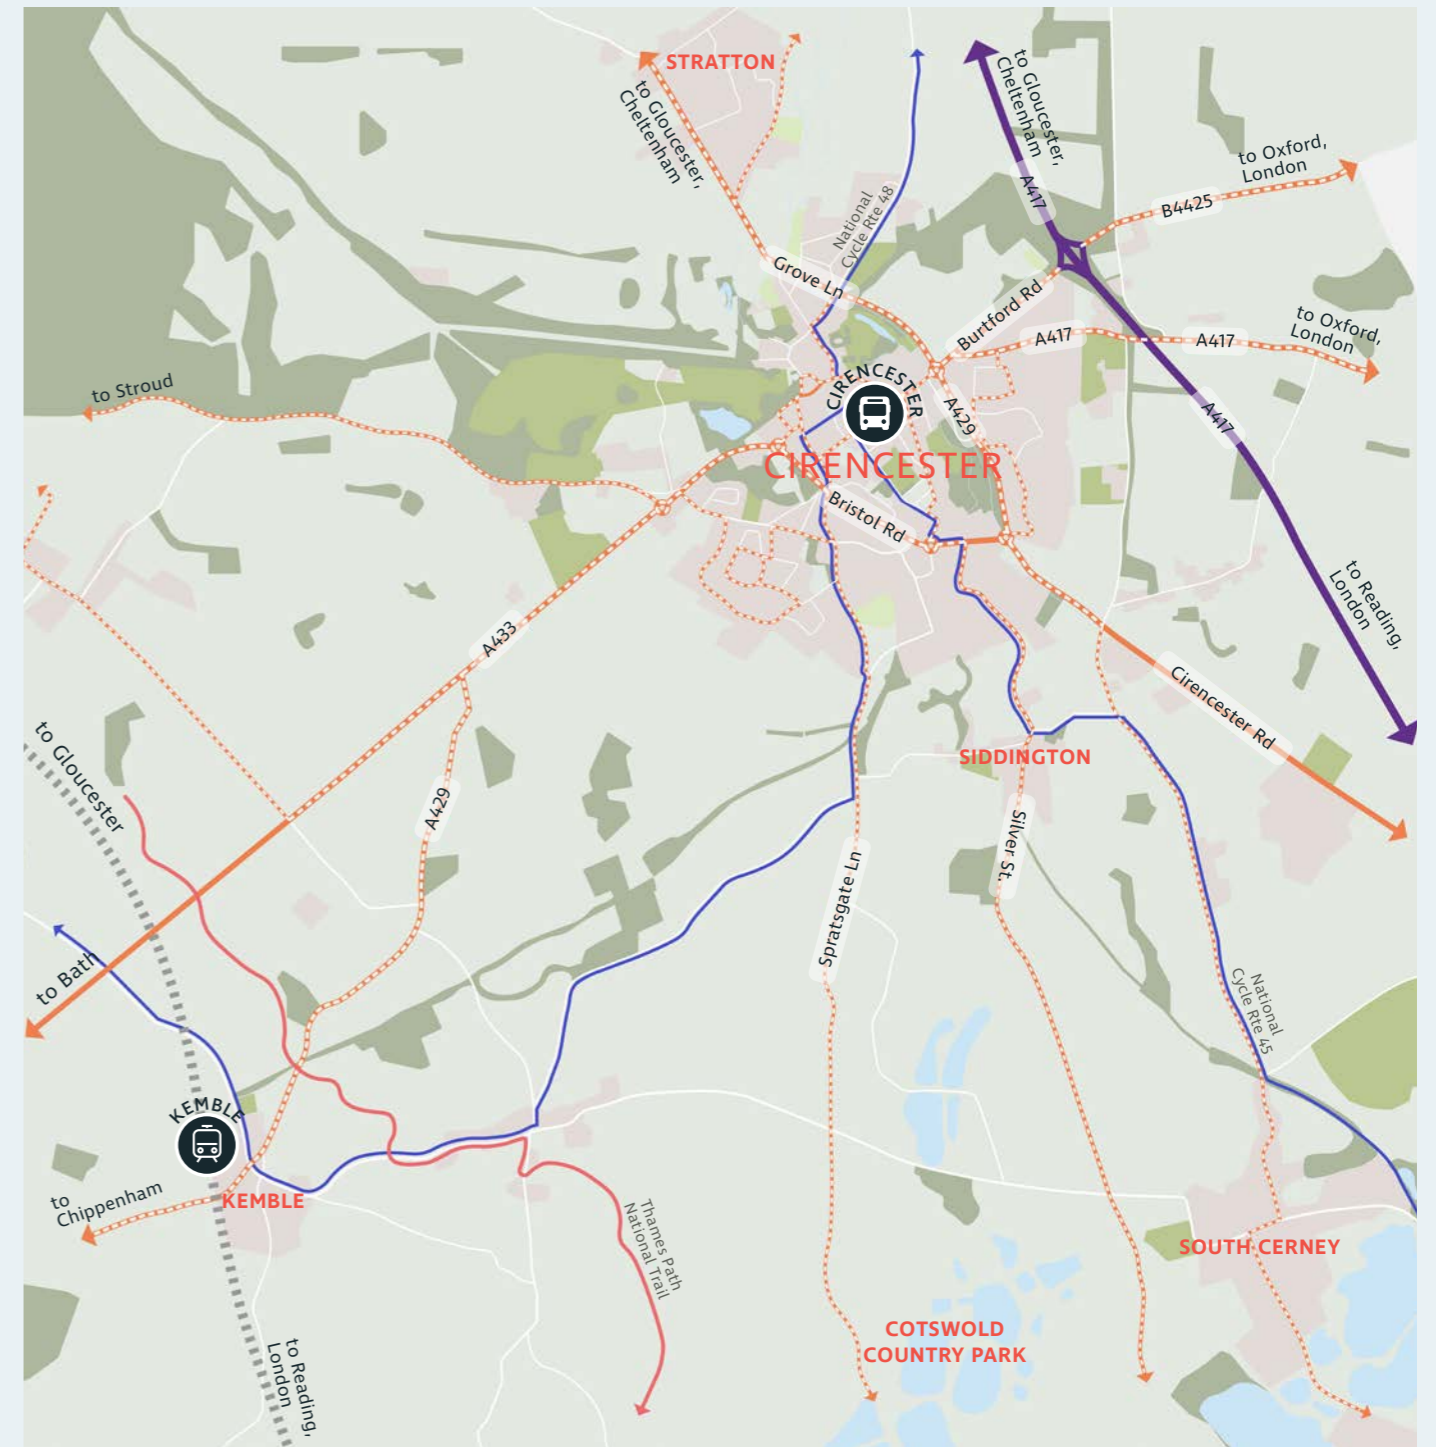 STRATTON
to Gloucester,
Cheltenham
to Gloucester,
Cheltenham
A417
to Oxford,
London
B4425
National
Cycle Rte 48
Grove Ln
Burtford Rd
A417
A417
to Oxford,
London
to Stroud
CIRENCESTER
A429
A417
CIRENCESTER
Bristol Rd
A433
to Reading,
London
Cirencester Rd
to Gloucester
SIDDINGTON
A429
Silver St.
Spratsgate Ln
to Bath
National
Cycle Rte 45
KEMBLE
to
Chippenham
KEMBLE
Thames Path
National Trail
SOUTH CERNEY
COTSWOLD
COUNTRY PARK
to Reading,
London